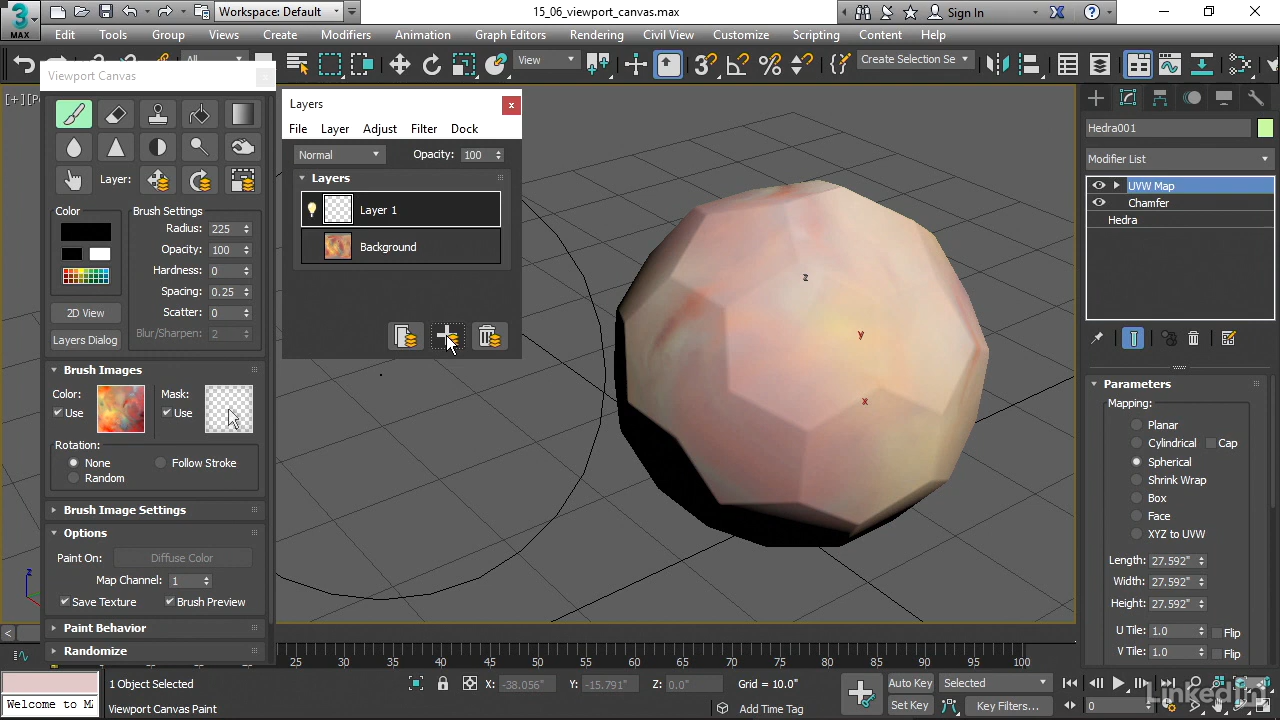 3
MAX
Workspace: Default
15_06_viewport_canvas.max
Sign In
Edit Tools Group Views Create Modifiers Animation Graph Editors Rendering Civil View Customize Scripting Content Help
All
View
Create Selection Se
Viewport Canvas
Layer:
Color
Brush Settings
Radius: 225
Opacity: 100
Hardness: 0
Spacing: 0.25
Scatter: 0
Blur/Sharpen: 2
2D View
Layers Dialog
Brush Images
Color:
Use
Mask:
Use
Rotation:
None
Follow Stroke
Random
Brush Image Settings
Options
Paint On: Diffuse Color
Map Channel: 1
Save Texture
Brush Preview
Paint Behavior
Randomize
Layers
File Layer Adjust Filter Dock
Normal
Opacity: 100
Layers
Layer 1
Background
z
y
x
z
Hedra001
Modifier List
UVW Map
Chamfer
Hedra
Parameters
Mapping:
Planar
Cylindrical
Cap
Spherical
Shrink Wrap
Box
Face
XYZ to UVW
Length: 27.592"
Width: 27.592"
Height: 27.592"
U Tile: 1.0
Flip
V Tile: 1.0
Flip
25 30 35 40 45 50 55 60 65 70 75 80 85 90 95 100
Welcome to MA
1 Object Selected
Viewport Canvas Paint
X: -38.056"
Y: -15.791"
Z: 0.0"
Grid = 10.0"
Add Time Tag
Auto Key
Selected
Set Key
Key Filters...
0
LinkedIn